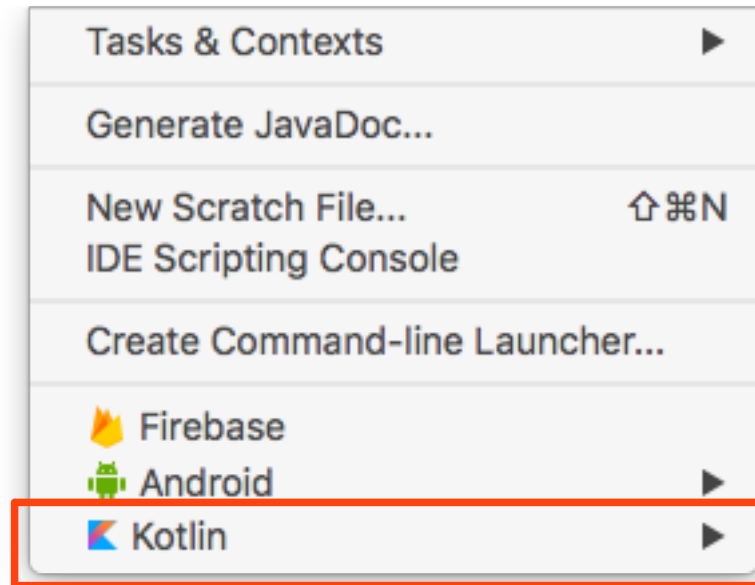 Tasks & Contexts ▶
Generate JavaDoc...
New Scratch File... ⇧⌘N
IDE Scripting Console
Create Command-line Launcher...
Firebase
Android ▶
Kotlin ▶